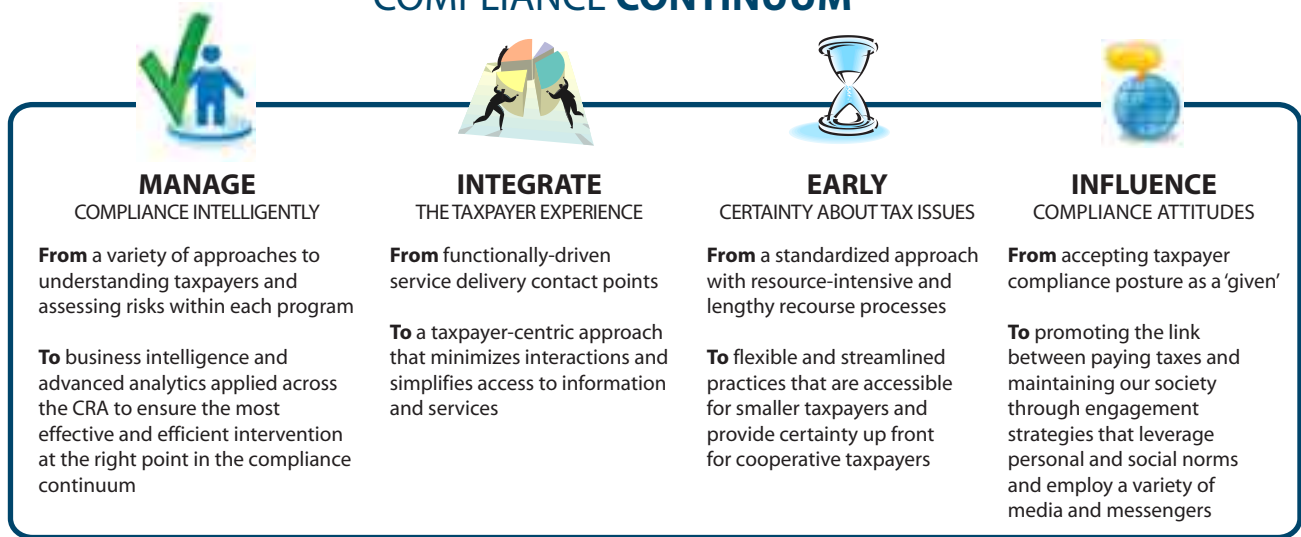 COMPLIANCE CONTINUUM
MANAGE
COMPLIANCE INTELLIGENTLY
From a variety of approaches to
understanding taxpayers and
assessing risks within each program
To business intelligence and
advanced analytics applied across
the CRA to ensure the most
effective and efficient intervention
at the right point in the compliance
continuum
INTEGRATE
THE TAXPAYER EXPERIENCE
From functionally-driven
service delivery contact points
To a taxpayer-centric approach
that minimizes interactions and
simplifies access to information
and services
EARLY
CERTAINTY ABOUT TAX ISSUES
From a standardized approach
with resource-intensive and
lengthy recourse processes
To flexible and streamlined
practices that are accessible
for smaller taxpayers and
provide certainty up front
for cooperative taxpayers
INFLUENCE
COMPLIANCE ATTITUDES
From accepting taxpayer
compliance posture as a ‘given’
To promoting the link
between paying taxes and
maintaining our society
through engagement
strategies that leverage
personal and social norms
and employ a variety of
media and messengers